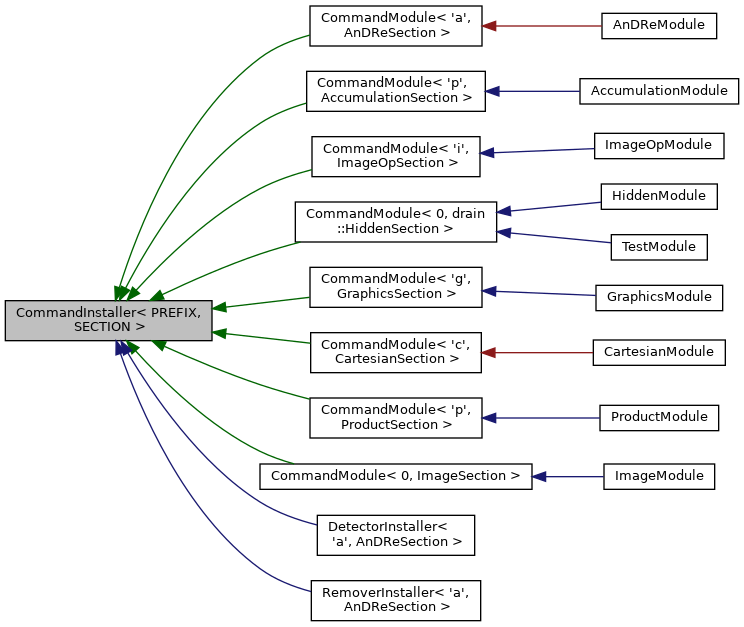 CommandModule< 'a',
AnDReSection >
AnDReModule
CommandModule< 'p',
AccumulationSection >
AccumulationModule
CommandModule< 'i',
ImageOpSection >
ImageOpModule
CommandModule< 0, drain
::HiddenSection >
HiddenModule
TestModule
CommandInstaller< PREFIX,
SECTION >
CommandModule< 'g',
GraphicsSection >
GraphicsModule
CommandModule< 'c',
CartesianSection >
CartesianModule
CommandModule< 'p',
ProductSection >
ProductModule
CommandModule< 0, ImageSection >
ImageModule
DetectorInstaller<
'a', AnDReSection >
RemoverInstaller< 'a',
AnDReSection >